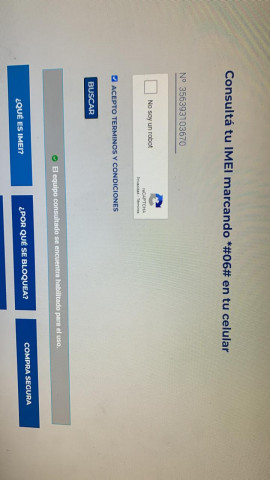 Consultá tu IMEI marcando *#06# en tu celular
N° 356393103670
No soy un robot
reCAPTCHA
Privacidad - Términos
ACEPTO TERMINOS Y CONDICIONES
BUSCAR
El equipo consultado se encuentra habilitado para el uso.
¿QUÉ ES IMEI?
¿POR QUÉ SE BLOQUEA?
COMPRA SEGURA